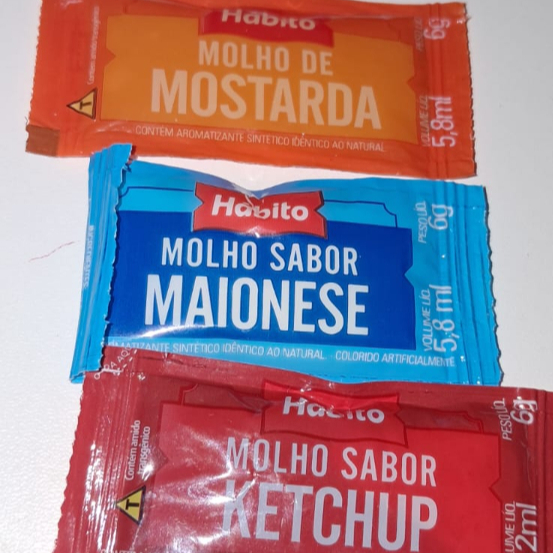 Habito
MOLHO DE
MOSTARDA
CONTÉM AROMATIZANTE SINTÉTICO IDÊNTICO AO NATURAL
T
PESO LÍQ.
6g
VOLUME LÍQ.
5,8ml
Habito
MOLHO SABOR
MAIONESE
SINTÉTICO IDÊNTICO AO NATURAL. COLORIDO ARTIFICIALMENTE.
PESO LÍQ.
6g
VOLUME LÍQ.
5,8 ml
Habito
MOLHO SABOR
KETCHUP
Contém amido
transgênico
T
PESO LÍQ.
6g
2ml